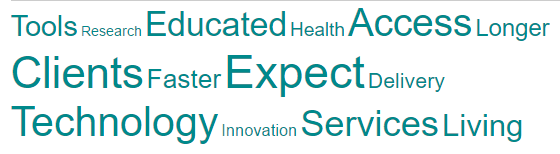 Tools Research Educated Health Access Longer
Clients Faster Expect Delivery
Technology Innovation Services Living